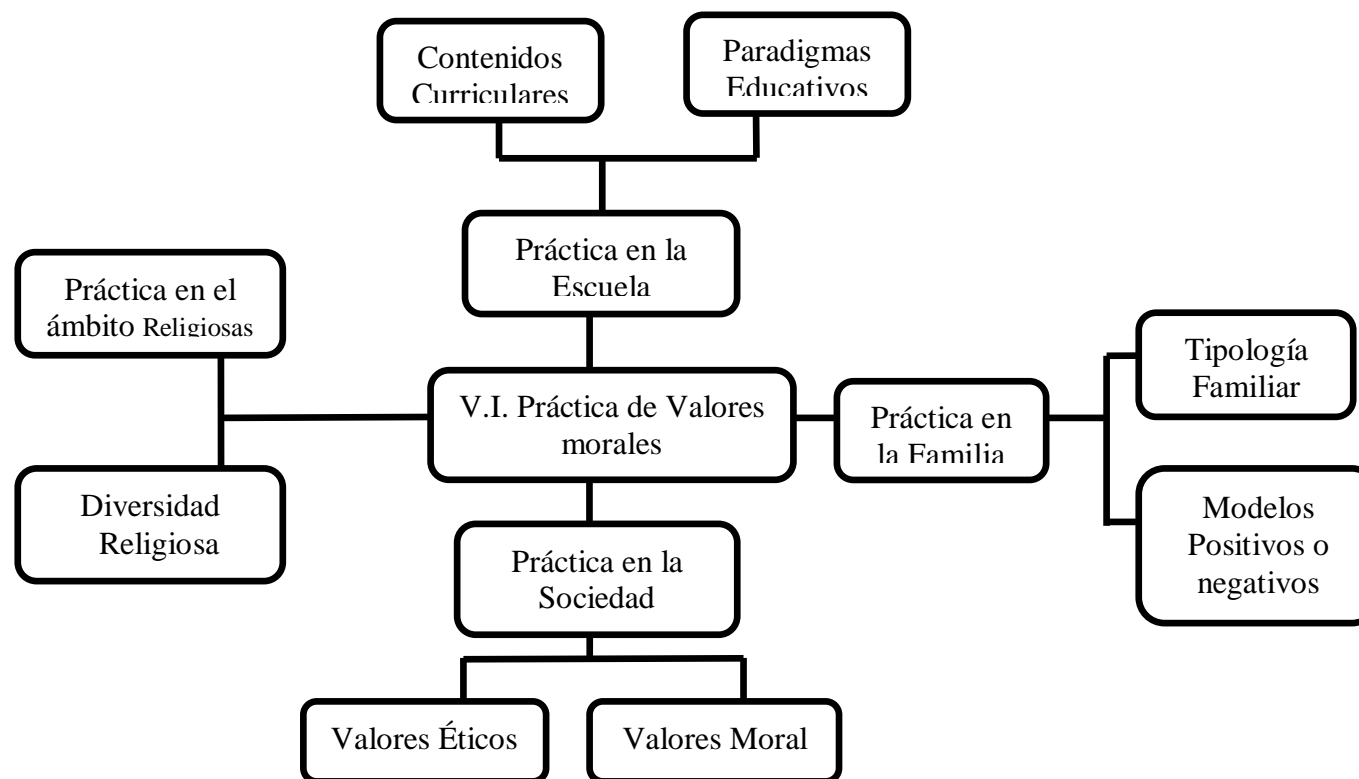 Contenidos
Curriculares
Paradigmas
Educativos
Práctica en la
Escuela
Práctica en el
ámbito Religiosas
Tipología
Familiar
V.I. Práctica de Valores
morales
Práctica en
la Familia
Diversidad
Religiosa
Modelos
Positivos o
negativos
Práctica en la
Sociedad
Valores Éticos
Valores Moral